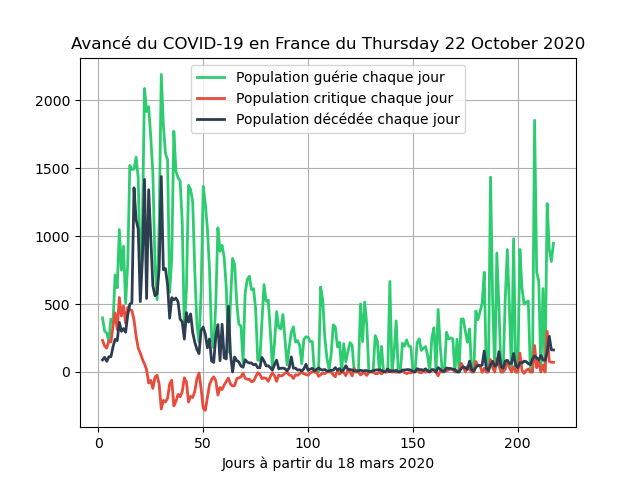 Avancé du COVID-19 en France du Thursday 22 October 2020
Population guérie chaque jour
Population critique chaque jour
Population décédée chaque jour
2000
1500
1000
500
0
0 50 100 150 200
Jours à partir du 18 mars 2020